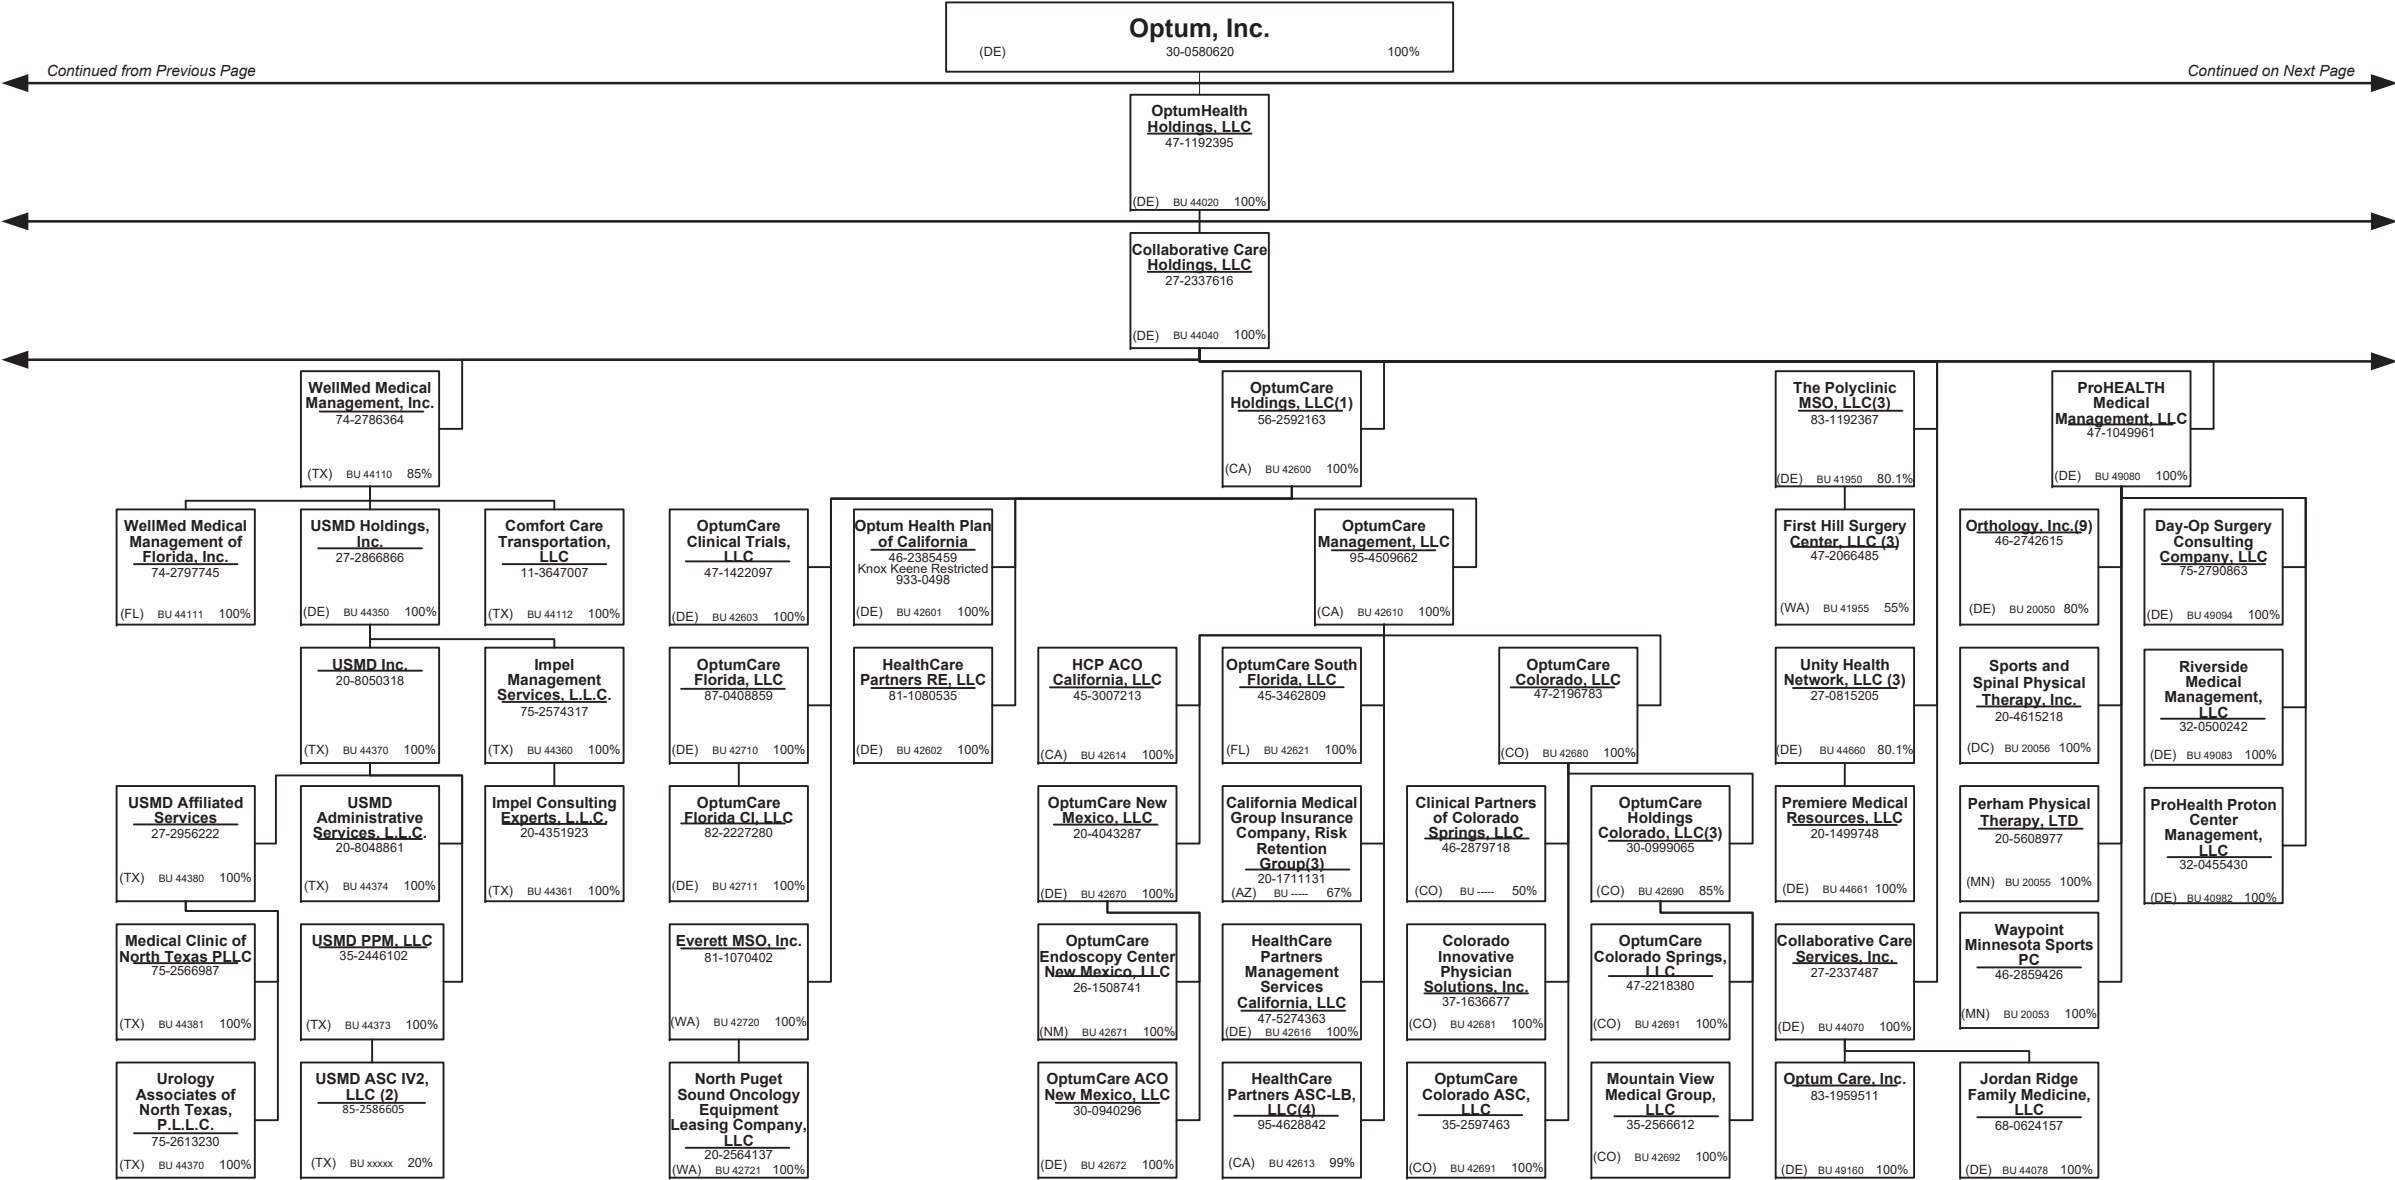 Optum, Inc.
(DE) 30-0580620 100%
Continued from Previous Page
Continued on Next Page
OptumHealth
Holdings, LLC
47-1192395
(DE) BU 44020 100%
Collaborative Care
Holdings, LLC
27-2337616
(DE) BU 44040 100%
WellMed Medical
Management, Inc.
74-2786364
(TX) BU 44110 85%
OptumCare
Holdings, LLC(1)
56-2592163
(CA) BU 42600 100%
The Polyclinic
MSO, LLC(3)
83-1192367
(DE) BU 41950 80.1%
ProHEALTH
Medical
Management, LLC
47-1049961
(DE) BU 49080 100%
WellMed Medical
Management of
Florida, Inc.
74-2797745
(FL) BU 44111 100%
USMD Holdings,
Inc.
27-2866866
(DE) BU 44350 100%
Comfort Care
Transportation,
LLC
11-3647007
(TX) BU 44112 100%
OptumCare
Clinical Trials,
LLC
47-1422097
(DE) BU 42603 100%
Optum Health Plan
of California
46-2385459
Knox Keene Restricted
933-0498
(DE) BU 42601 100%
OptumCare
Management, LLC
95-4509662
(CA) BU 42610 100%
First Hill Surgery
Center, LLC (3)
47-2066485
(WA) BU 41955 55%
Orthology, Inc.(9)
46-2742615
(DE) BU 20050 80%
Day-Op Surgery
Consulting
Company, LLC
75-2790863
(DE) BU 49094 100%
USMD Inc.
20-8050318
(TX) BU 44370 100%
Impel
Management
Services, L.L.C.
75-2574317
(TX) BU 44360 100%
OptumCare
Florida, LLC
87-0408859
(DE) BU 42710 100%
HealthCare
Partners RE, LLC
81-1080535
(DE) BU 42602 100%
HCP ACO
California, LLC
45-3007213
(CA) BU 42614 100%
OptumCare South
Florida, LLC
45-3462809
(FL) BU 42621 100%
OptumCare
Colorado, LLC
47-2196783
(CO) BU 42680 100%
Unity Health
Network, LLC (3)
27-0815205
(DE) BU 44660 80.1%
Sports and
Spinal Physical
Therapy, Inc.
20-4615218
(DC) BU 20056 100%
Riverside
Medical
Management,
LLC
32-0500242
(DE) BU 49083 100%
USMD Affiliated
Services
27-2956222
(TX) BU 44380 100%
USMD
Administrative
Services, L.L.C.
20-8048861
(TX) BU 44374 100%
Impel Consulting
Experts, L.L.C.
20-4351923
(TX) BU 44361 100%
OptumCare
Florida CI, LLC
82-2227280
(DE) BU 42711 100%
OptumCare New
Mexico, LLC
20-4043287
(DE) BU 42670 100%
California Medical
Group Insurance
Company, Risk
Retention
Group(3)
20-1711131
(AZ) BU ----- 67%
Clinical Partners
of Colorado
Springs, LLC
46-2879718
(CO) BU ----- 50%
OptumCare
Holdings
Colorado, LLC(3)
30-0999065
(CO) BU 42690 85%
Premiere Medical
Resources, LLC
20-1499748
(DE) BU 44661 100%
Perham Physical
Therapy, LTD
20-5608977
(MN) BU 20055 100%
ProHealth Proton
Center
Management,
LLC
32-0455430
(DE) BU 40982 100%
Medical Clinic of
North Texas PLLC
75-2566987
(TX) BU 44381 100%
USMD PPM, LLC
35-2446102
(TX) BU 44373 100%
Everett MSO, Inc.
81-1070402
(WA) BU 42720 100%
OptumCare
Endoscopy Center
New Mexico, LLC
26-1508741
(NM) BU 42671 100%
HealthCare
Partners
Management
Services
California, LLC
47-5274363
(DE) BU 42616 100%
Colorado
Innovative
Physician
Solutions, Inc.
37-1636677
(CO) BU 42681 100%
OptumCare
Colorado Springs,
LLC
47-2218380
(CO) BU 42691 100%
Collaborative Care
Services, Inc.
27-2337487
(DE) BU 44070 100%
Waypoint
Minnesota Sports
PC
46-2859426
(MN) BU 20053 100%
Urology
Associates of
North Texas,
P.L.L.C.
75-2613230
(TX) BU 44370 100%
USMD ASC IV2,
LLC (2)
85-2586605
(TX) BU xxxxx 20%
North Puget
Sound Oncology
Equipment
Leasing Company,
LLC
20-2564137
(WA) BU 42721 100%
OptumCare ACO
New Mexico, LLC
30-0940296
(DE) BU 42672 100%
HealthCare
Partners ASC-LB,
LLC(4)
95-4628842
(CA) BU 42613 99%
OptumCare
Colorado ASC,
LLC
35-2597463
(CO) BU 42691 100%
Mountain View
Medical Group,
LLC
35-2566612
(CO) BU 42692 100%
Optum Care, Inc.
83-1959511
(DE) BU 49160 100%
Jordan Ridge
Family Medicine,
LLC
68-0624157
(DE) BU 44078 100%